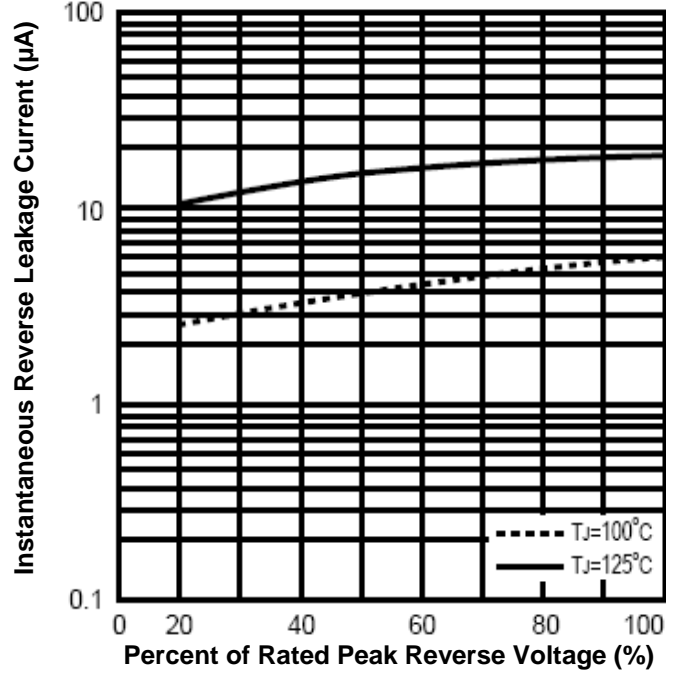 Instantaneous Reverse Leakage Current (µA)
100
10
1
0.1
TJ=100°C
TJ=125°C
0 20 40 60 80 100
Percent of Rated Peak Reverse Voltage (%)